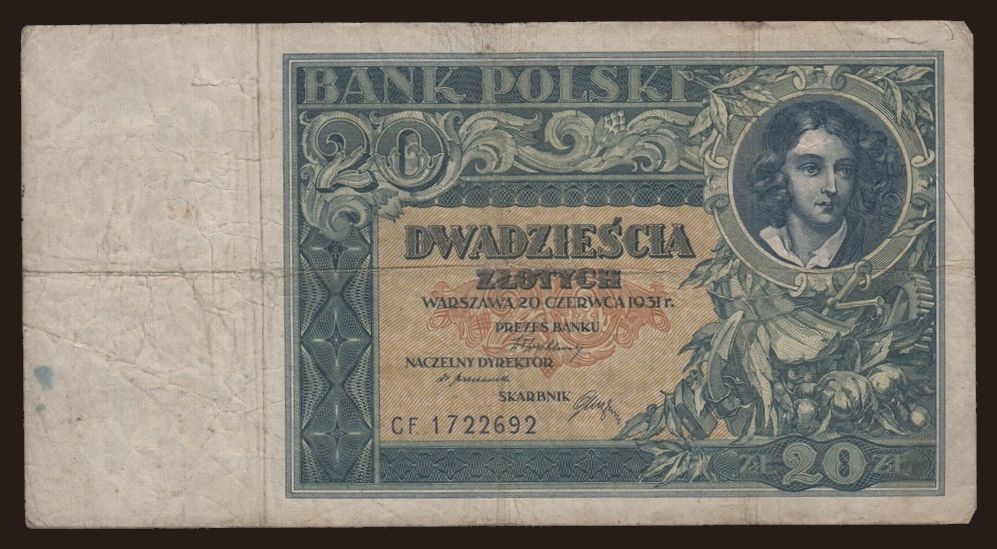 BANK POLSKI
20
DWADZIEŚCIA
ZŁOTYCH
WARSZAWA 20 CZERWCA 1931 r.
PREZES BANKU
NACZELNY DYREKTOR
SKARBNIK
CF. 1722692
ZŁ 20 ZŁ